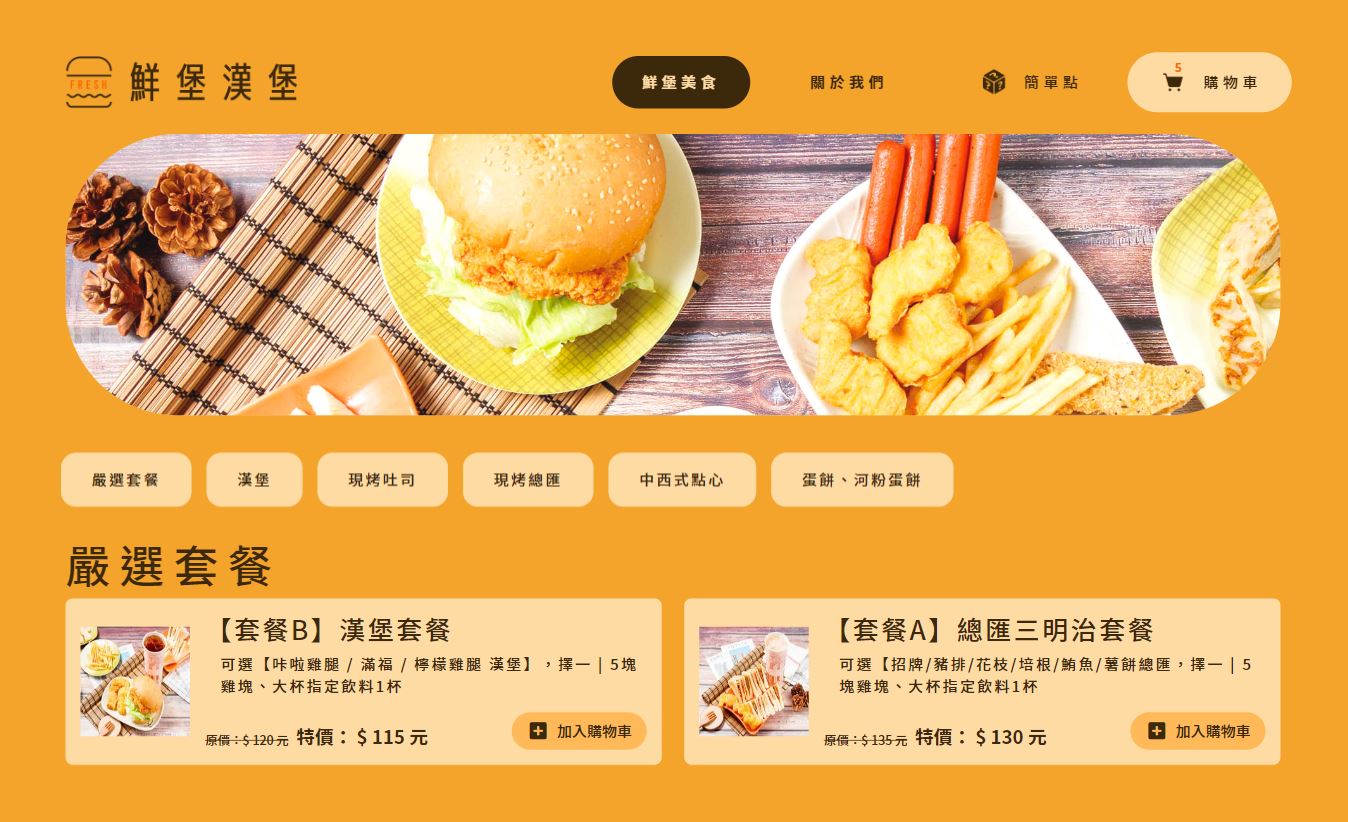 FRESH
鮮堡漢堡
鮮堡美食
關於我們
簡單點
5
購物車
嚴選套餐
漢堡
現烤吐司
現烤總匯
中西式點心
蛋餅、河粉蛋餅
嚴選套餐
【套餐B】漢堡套餐
可選【咔啦雞腿 / 滿福 / 檸檬雞腿 漢堡】，擇一 | 5塊
雞塊、大杯指定飲料1杯
原價：$ 120 元 特價： $ 115 元
加入購物車
【套餐A】總匯三明治套餐
可選【招牌/豬排/花枝/培根/鮪魚/薯餅總匯，擇一 | 5
塊雞塊、大杯指定飲料1杯
原價：$ 135 元 特價： $ 130 元
加入購物車